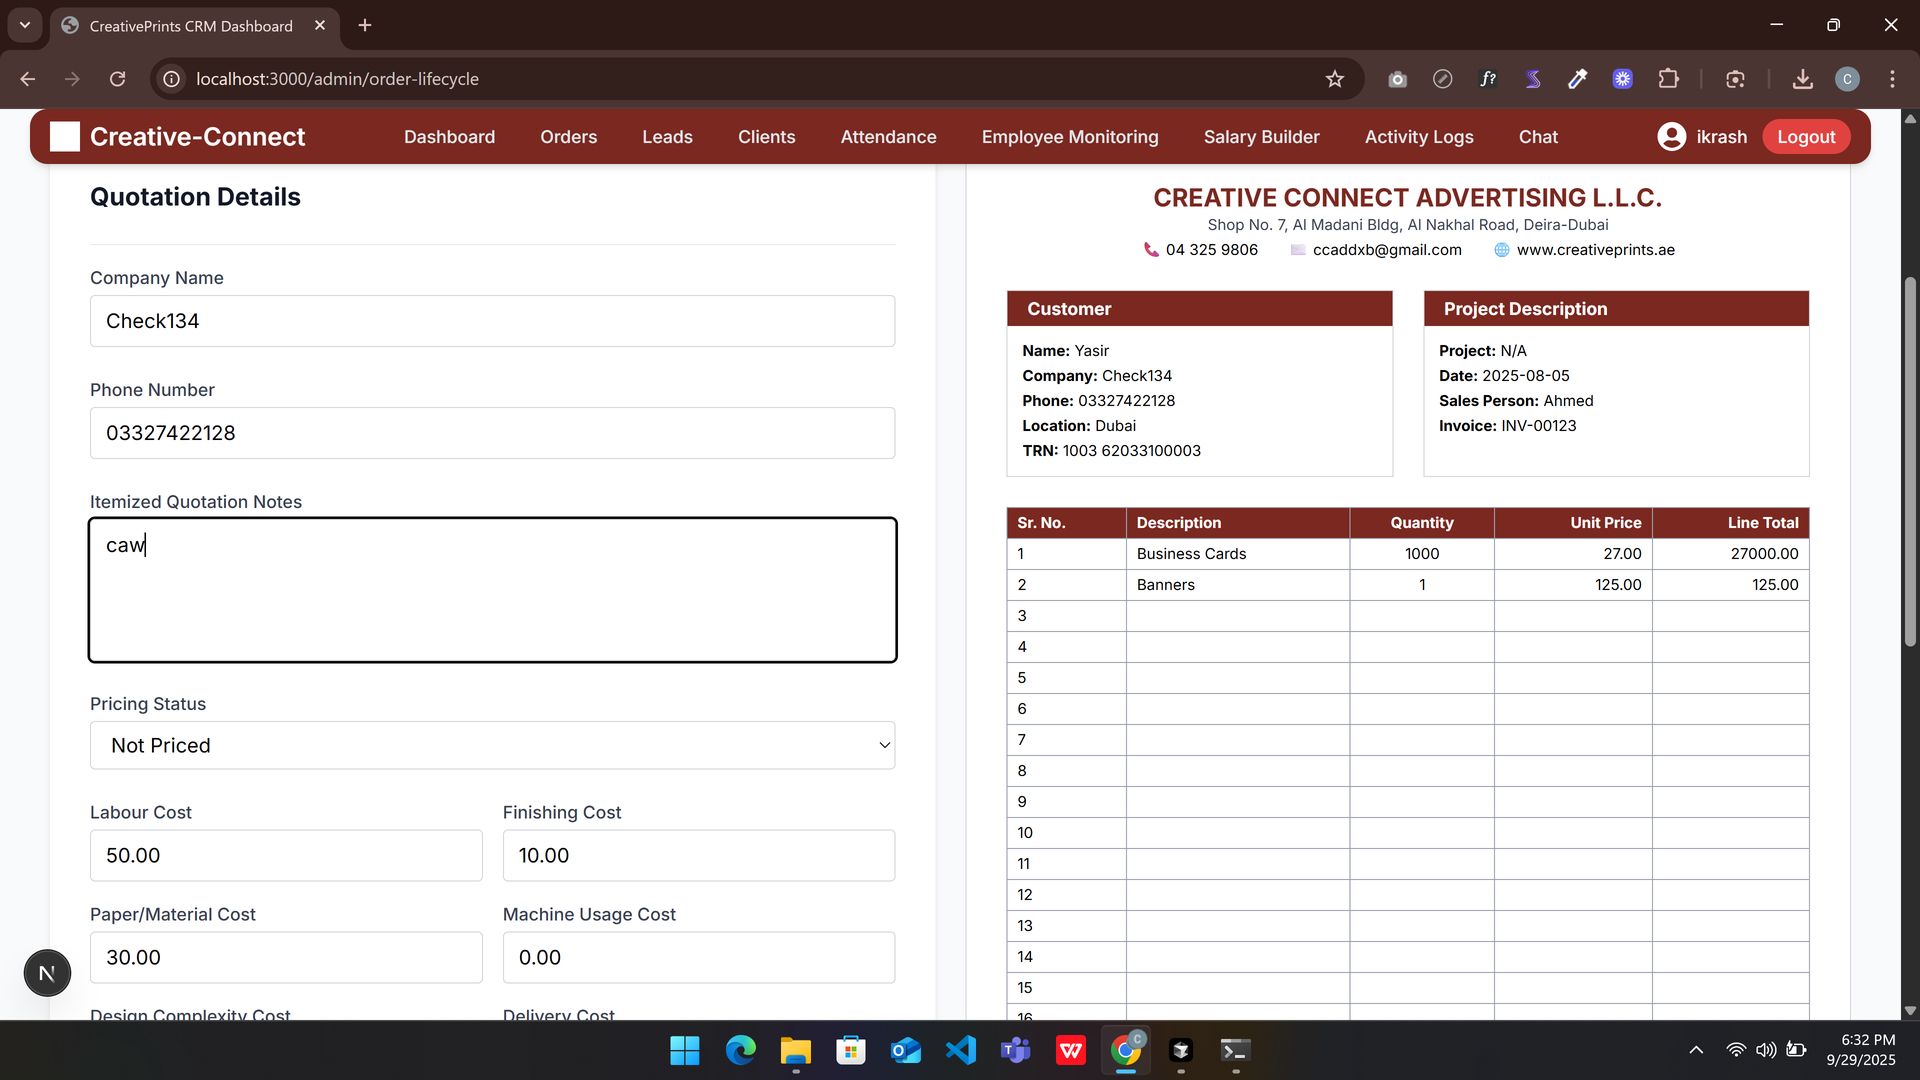 CreativePrints CRM Dashboard
localhost:3000/admin/order-lifecycle
f?
C
Creative-Connect
Dashboard
Orders
Leads
Clients
Attendance
Employee Monitoring
Salary Builder
Activity Logs
Chat
ikrash
Logout
Quotation Details
Company Name
Check134
Phone Number
03327422128
Itemized Quotation Notes
caw
Pricing Status
Not Priced
Labour Cost
Finishing Cost
50.00
10.00
Paper/Material Cost
Machine Usage Cost
30.00
0.00
Design Complexity Cost
Delivery Cost
N
CREATIVE CONNECT ADVERTISING L.L.C.
Shop No. 7, Al Madani Bldg, Al Nakhal Road, Deira-Dubai
04 325 9806 ccaddxb@gmail.com www.creativeprints.ae
Customer
Name: Yasir
Company: Check134
Phone: 03327422128
Location: Dubai
TRN: 1003 62033100003
Project Description
Project: N/A
Date: 2025-08-05
Sales Person: Ahmed
Invoice: INV-00123
Sr. No. Description Quantity Unit Price Line Total
1 Business Cards 1000 27.00 27000.00
2 Banners 1 125.00 125.00
3
4
5
6
7
8
9
10
11
12
13
14
15
16
6:32 PM
9/29/2025